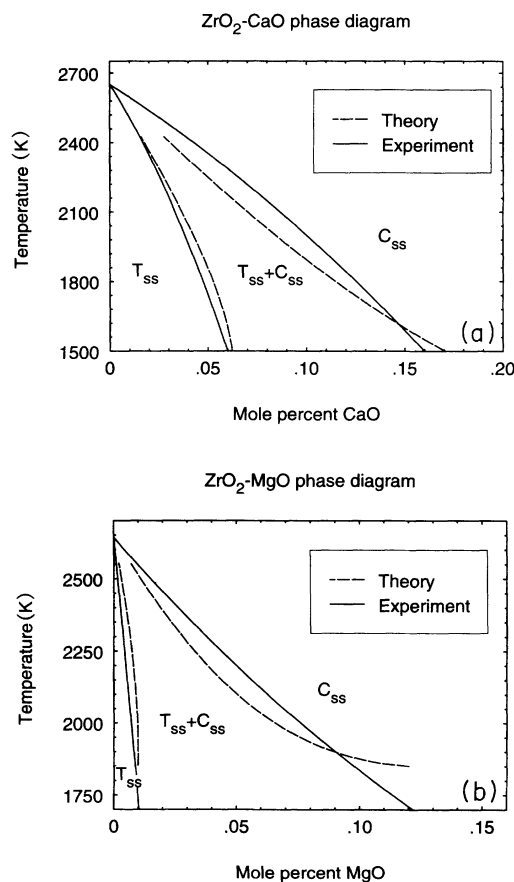 ZrO₂-CaO phase diagram
2700
2400
2100
1800
1500
Temperature (K)
Theory
Experiment
Css
Tss
Tss+Css
(a)
0 .05 .10 .15 .20
Mole percent CaO
ZrO₂-MgO phase diagram
2500
2250
2000
1750
Temperature (K)
Theory
Experiment
Css
Tss+Css
Tss
(b)
0 .05 .10
Mole percent MgO